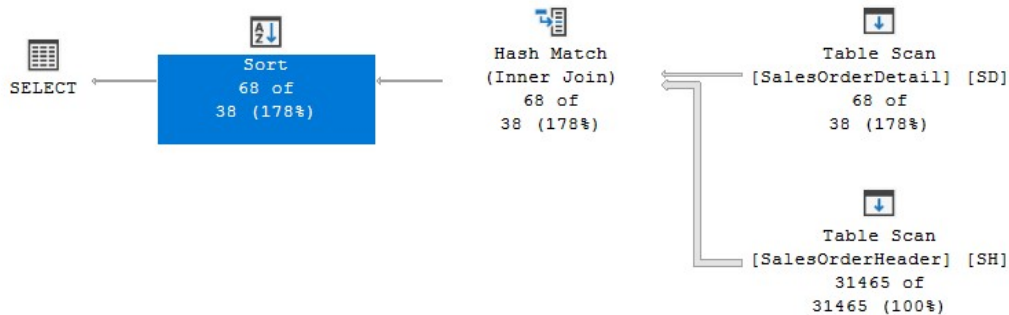 SELECT
Sort
68 of
38 (178%)
Hash Match
(Inner Join)
68 of
38 (178%)
Table Scan
[SalesOrderDetail] [SD]
68 of
38 (178%)
Table Scan
[SalesOrderHeader] [SH]
31465 of
31465 (100%)